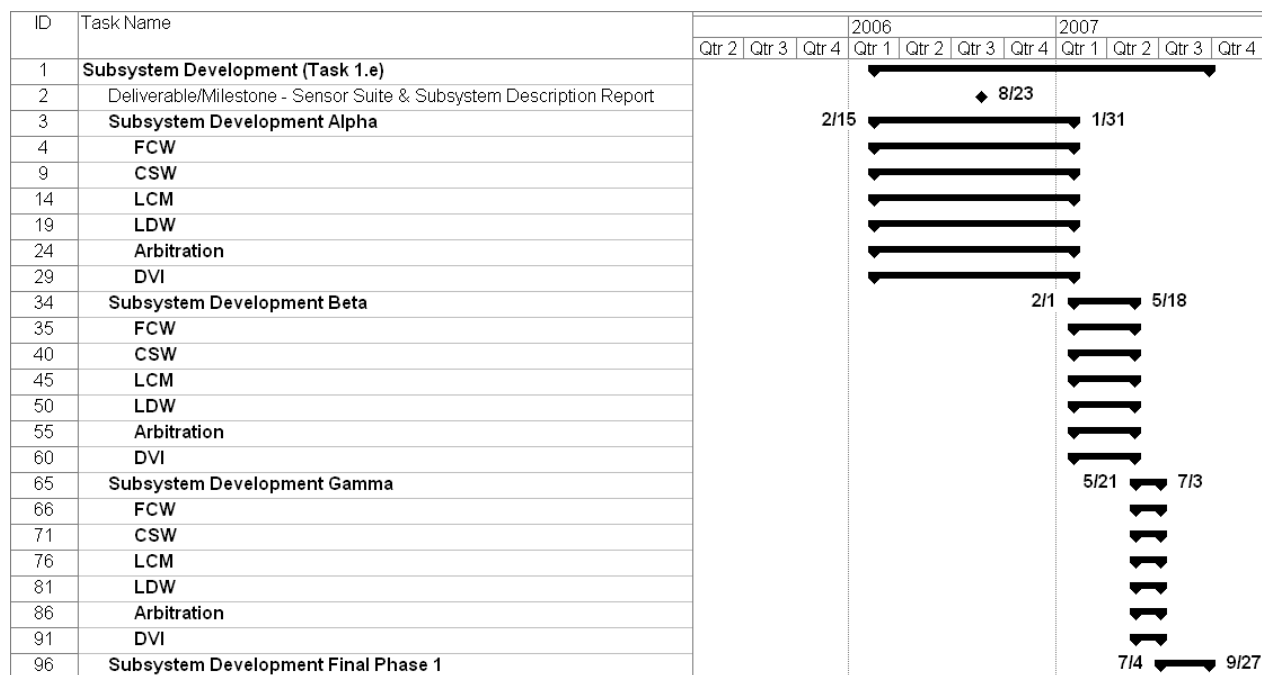 ID Task Name 2006 2007
Qtr 2 Qtr 3 Qtr 4 Qtr 1 Qtr 2 Qtr 3 Qtr 4 Qtr 1 Qtr 2 Qtr 3 Qtr 4
1 Subsystem Development (Task 1.e)
2 Deliverable/Milestone - Sensor Suite & Subsystem Description Report 8/23
3 Subsystem Development Alpha 2/15 1/31
4 FCW
9 CSW
14 LCM
19 LDW
24 Arbitration
29 DVI
34 Subsystem Development Beta 2/1 5/18
35 FCW
40 CSW
45 LCM
50 LDW
55 Arbitration
60 DVI
65 Subsystem Development Gamma 5/21 7/3
66 FCW
71 CSW
76 LCM
81 LDW
86 Arbitration
91 DVI
96 Subsystem Development Final Phase 1 7/4 9/27